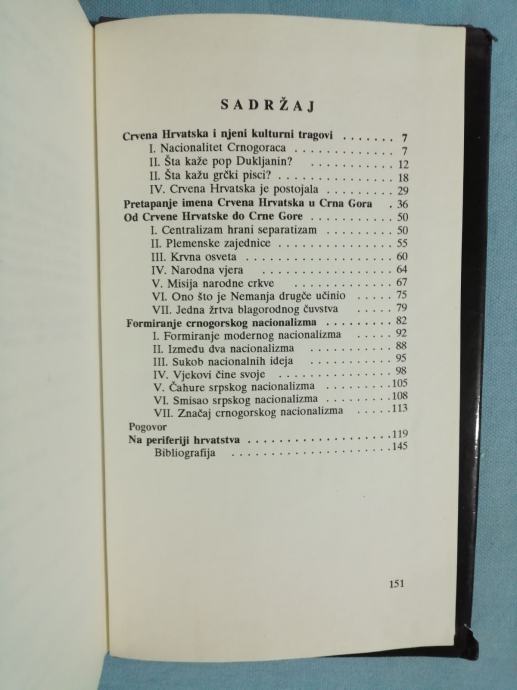 SADRŽAJ
Crvena Hrvatska i njeni kulturni tragovi . . . . . . . 7
I. Nacionalitet Crnogoraca . . . . . . . . . . . . . 7
II. Šta kaže pop Dukljanin? . . . . . . . . . . . 12
II. Šta kažu grčki pisci? . . . . . . . . . . . . . . 18
IV. Crvena Hrvatska je postojala . . . . . . . . . 29
Pretapanje imena Crvena Hrvatska u Crna Gora . 36
Od Crvene Hrvatske do Crne Gore . . . . . . . . . 50
I. Centralizam hrani separatizam . . . . . . . . 50
II. Plemenske zajednice . . . . . . . . . . . . . . 55
III. Krvna osveta . . . . . . . . . . . . . . . . . 60
IV. Narodna vjera . . . . . . . . . . . . . . . . . 64
V. Misija narodne crkve . . . . . . . . . . . . . 67
VI. Ono što je Nemanja drugče učinio . . . . . 75
VII. Jedna žrtva blagorodnog čuvstva . . . . . . 79
Formiranje crnogorskog nacionalizma . . . . . . . . 82
I. Formiranje modernog nacionalizma . . . . . 92
II. Između dva nacionalizma . . . . . . . . . . 88
III. Sukob nacionalnih ideja . . . . . . . . . . . 95
IV. Vjekovi čine svoje . . . . . . . . . . . . . . . 98
V. Čahure srpskog nacionalizma . . . . . . . . 105
VI. Smisao srpskog nacionalizma . . . . . . . . 108
VII. Značaj crnogorskog nacionalizma . . . . . . 113
Pogovor
Na periferiji hrvatstva . . . . . . . . . . . . . . . . . 119
Bibliografija . . . . . . . . . . . . . . . . . . . . 145
151